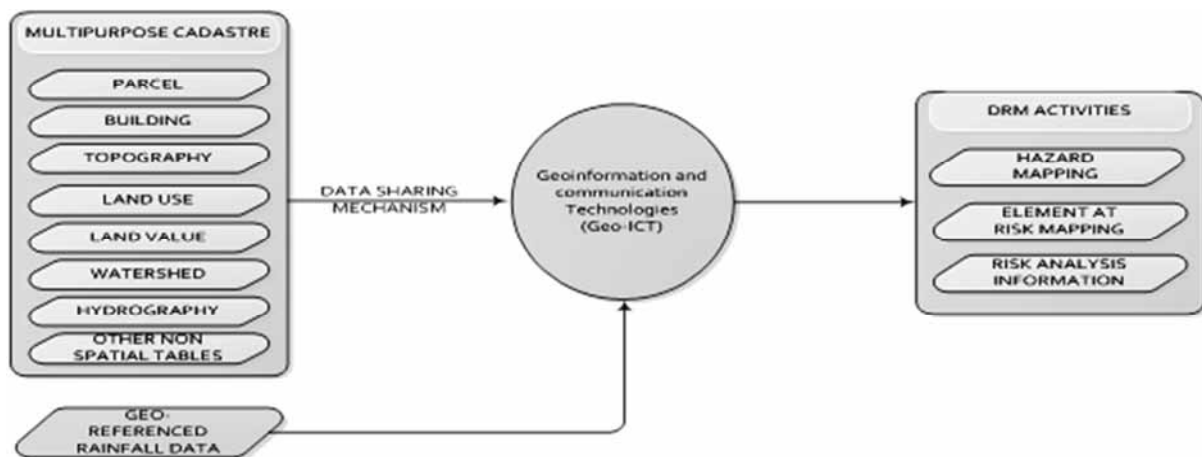 MULTIPURPOSE CADASTRE
PARCEL
BUILDING
TOPOGRAPHY
LAND USE
LAND VALUE
WATERSHED
HYDROGRAPHY
OTHER NON
SPATIAL TABLES
GEO-
REFERENCED
RAINFALL DATA
DATA SHARING
MECHANISM
Geoinformation and
communication
Technologies
(Geo-ICT)
DRM ACTIVITIES
HAZARD
MAPPING
ELEMENT AT
RISK MAPPING
RISK ANALYSIS
INFORMATION